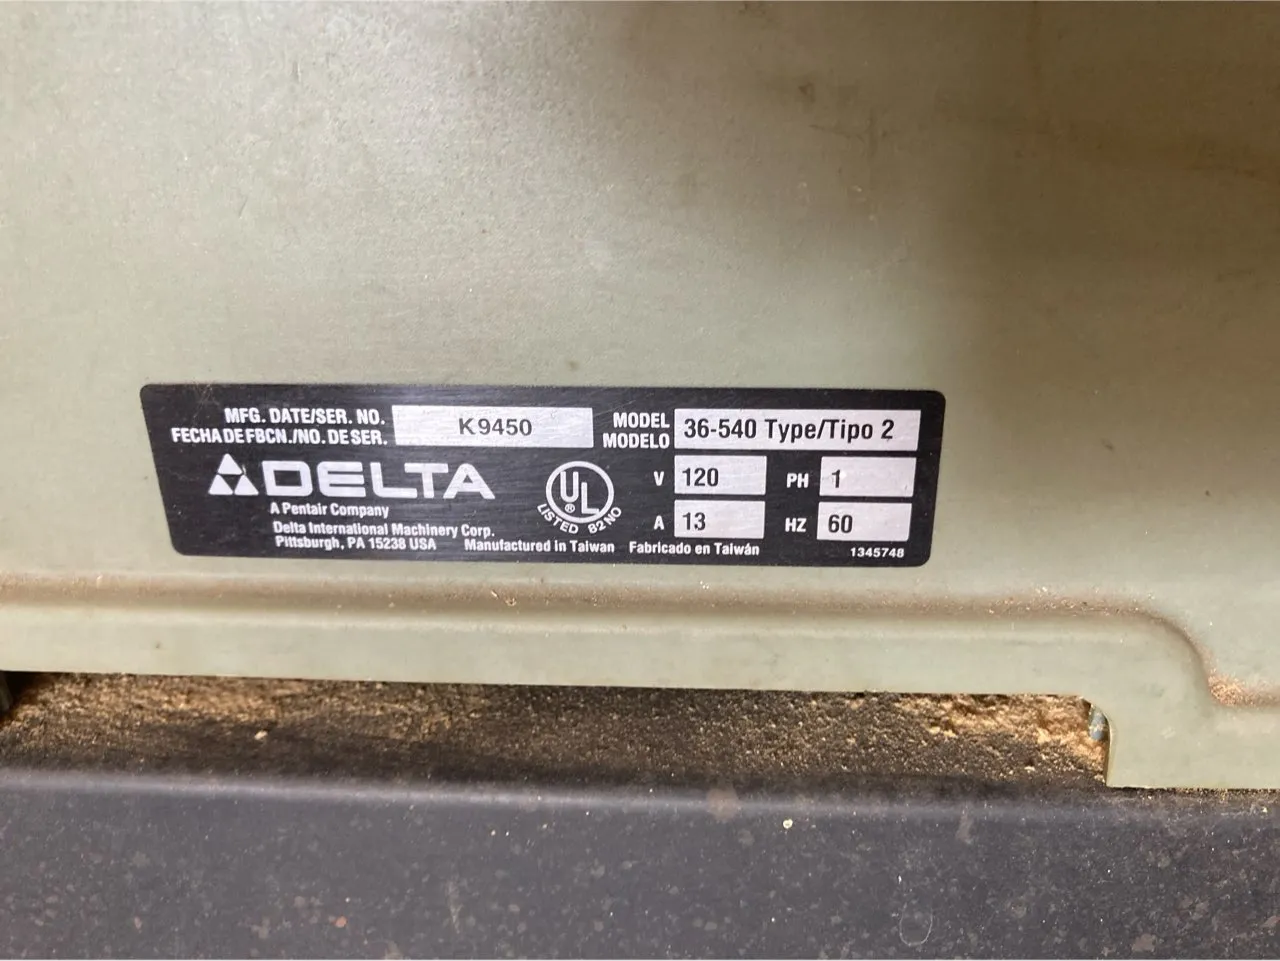 MFG. DATE/SER. NO. K9450 MODEL 36-540 Type/Tipo 2
FECHA DE FBCN./NO. DE SER. MODELO
DELTA
V 120 PH 1
A Pentair Company
A 13 HZ 60
Delta International Machinery Corp.
Pittsburgh, PA 15238 USA Manufactured in Taiwan Fabricado en Taiwán 1345748
UL
®
LISTED 82NO